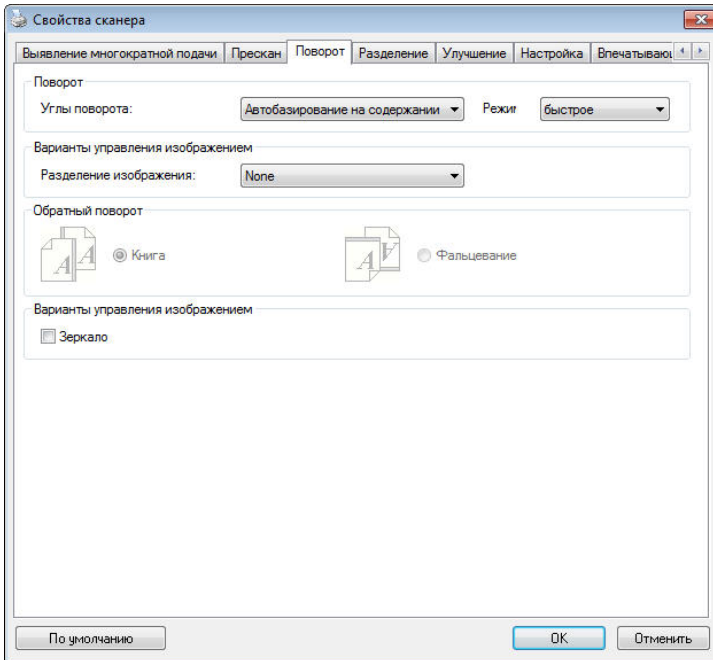 Свойства сканера
Выявление многократной подачи Прескан Поворот Разделение Улучшение Настройка Впечатываю
Поворот
Углы поворота: Автобазирование на содержании Режи быстрое
Варианты управления изображением
Разделение изображения: None
Обратный поворот
A A Книга A A Фальцевание
Варианты управления изображением
Зеркало
По умолчанию OK Отменить